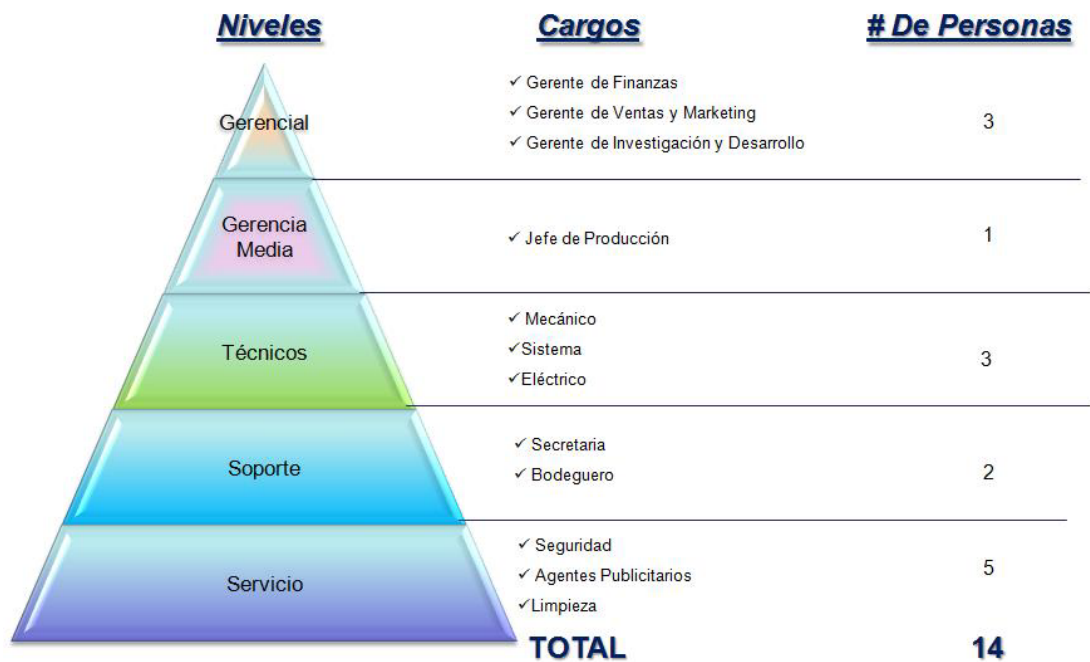 Niveles Cargos # De Personas
Gerencial
✓ Gerente de Finanzas
✓ Gerente de Ventas y Marketing
✓ Gerente de Investigación y Desarrollo
3
Gerencia
Media
✓ Jefe de Producción
1
Técnicos
✓ Mecánico
✓Sistema
✓Eléctrico
3
Soporte
✓ Secretaria
✓ Bodeguero
2
Servicio
✓ Seguridad
✓ Agentes Publicitarios
✓Limpieza
5
TOTAL 14